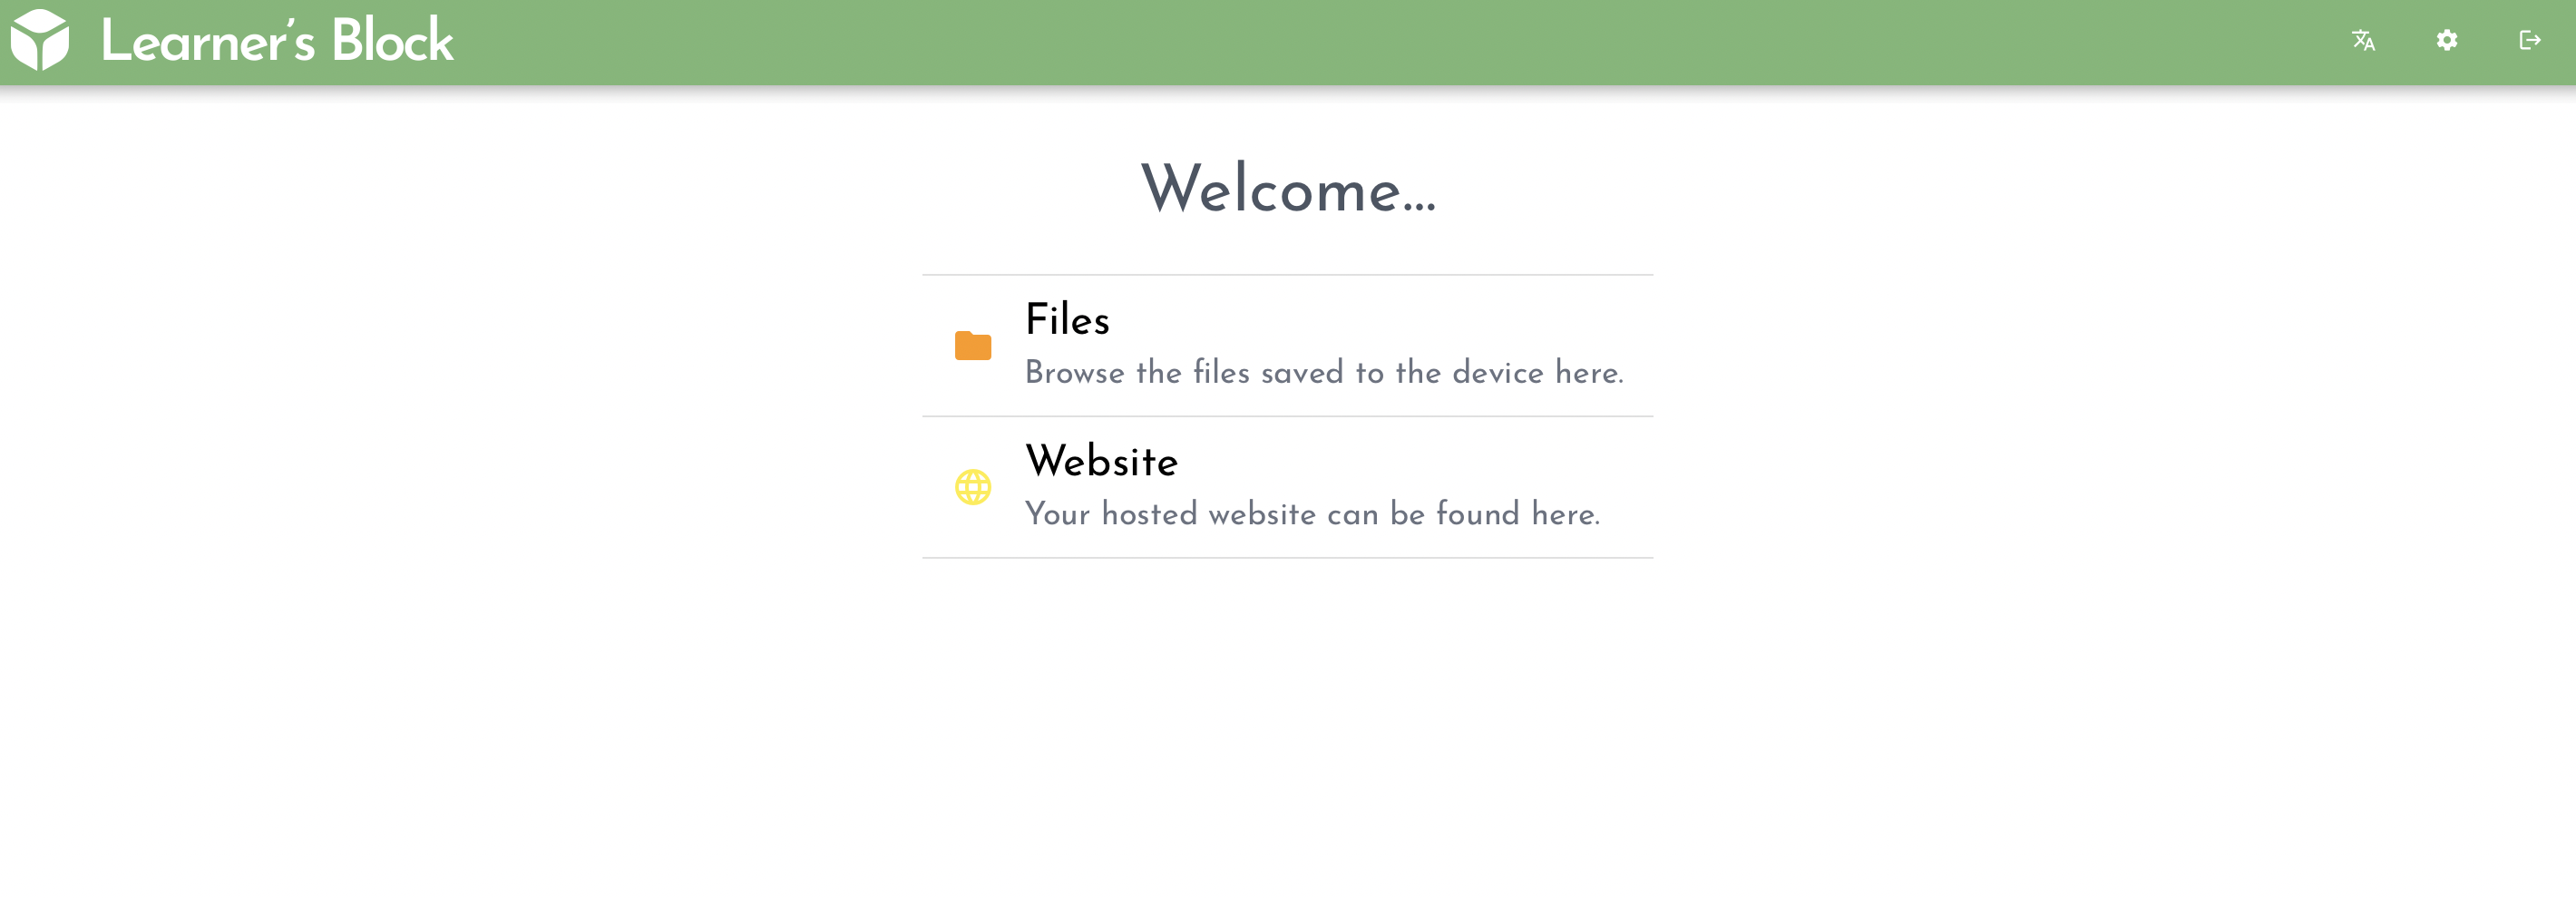 Learner’s Block
Welcome...
Files
Browse the files saved to the device here.
Website
Your hosted website can be found here.